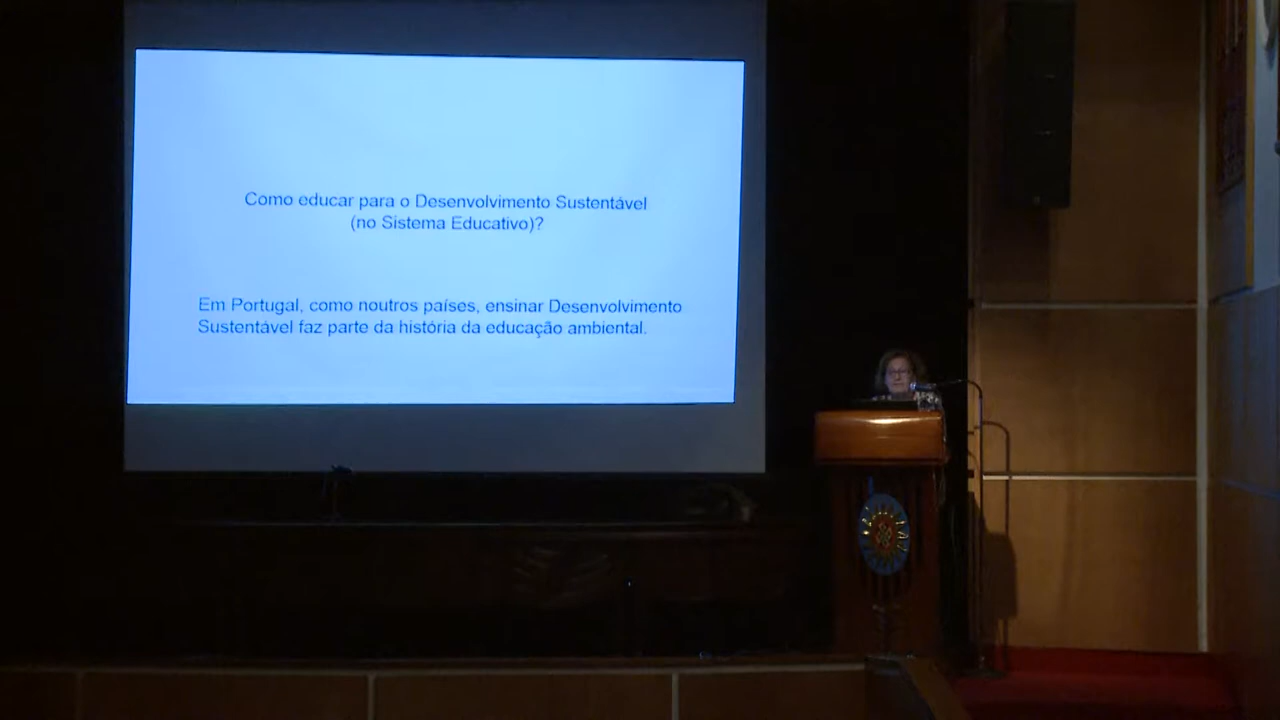 Como educar para o Desenvolvimento Sustentável
(no Sistema Educativo)?
Em Portugal, como noutros países, ensinar Desenvolvimento
Sustentável faz parte da história da educação ambiental.